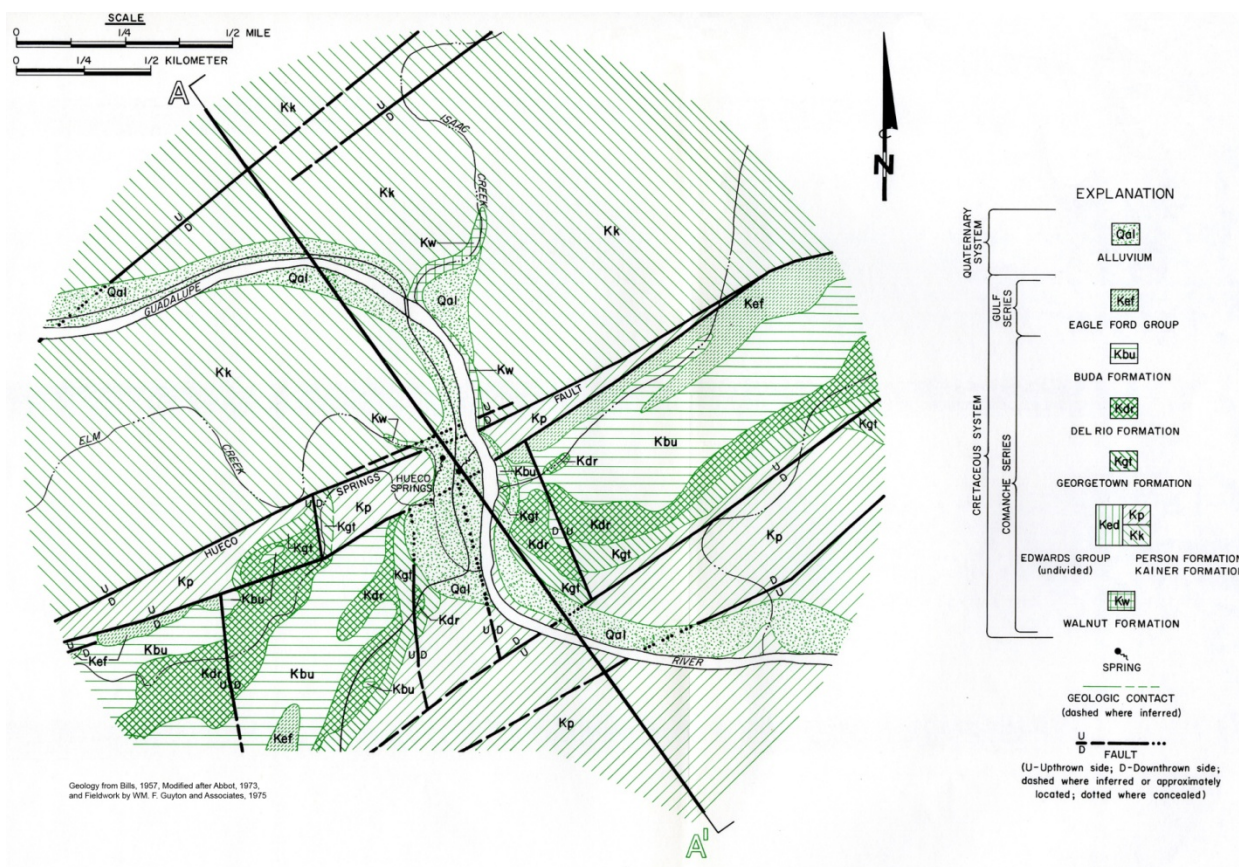 SCALE
0 1/4 1/2 MILE
0 1/4 1/2 KILOMETER
A
Kk
U
D
ISAAC
CREEK
C
N
Kk
Kk
U
D
Kw
Qal
Qal
GUADALUPE
Qal
Kef
Kk
Kw
FAULT
U
D
Kp
Kw
ELM
CREEK
Kbu
Kdr
Kgt
HUECO
SPRINGS
Kbu
U
D
SPRINGS
Kp
U D
Kgt
Kgt
Kgt
Kdr
HUECO
Kp
D U
Kp
Kdr
Kgt
Kgt
U
D
Kp
U
D
Kbu
Kdr
Kgt
Qal
Kdr
Qal
D
U
Kef
Kbu
Kdr
U D
Kbu
Kbu
U D
U D
U
D
RIVER
Kef
Kp
A'
Geology from Bills, 1957, Modified after Abbot, 1973,
and Fieldwork by WM. F. Guyton and Associates, 1975
EXPLANATION
QUATERNARY
SYSTEM
Qal
ALLUVIUM
CRETACEOUS SYSTEM
GULF
SERIES
Kef
EAGLE FORD GROUP
COMANCHE SERIES
Kbu
BUDA FORMATION
Kdr
DEL RIO FORMATION
Kgt
GEORGETOWN FORMATION
Ked Kp
Kk
EDWARDS GROUP PERSON FORMATION
(undivided) KAINER FORMATION
Kw
WALNUT FORMATION
SPRING
GEOLOGIC CONTACT
(dashed where inferred)
U
D
FAULT
(U-Upthrown side; D-Downthrown side;
dashed where inferred or approximately
located; dotted where concealed)